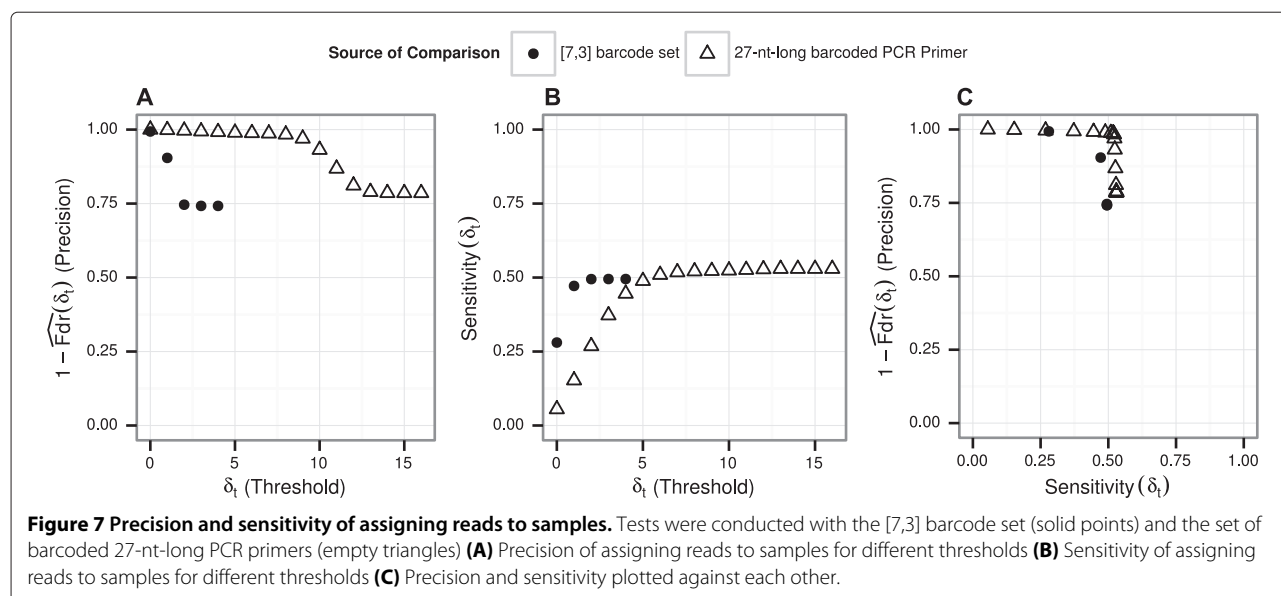 Source of Comparison [7,3] barcode set 27-nt-long barcoded PCR Primer
A
1.00
0.75
0.50
0.25
0.00
1 − Fdr(δt) (Precision)
0 5 10 15
δt (Threshold)
B
1.00
0.75
0.50
0.25
0.00
Sensitivity (δt)
0 5 10 15
δt (Threshold)
C
1.00
0.75
0.50
0.25
0.00
1 − Fdr(δt) (Precision)
0.00 0.25 0.50 0.75 1.00
Sensitivity (δt)
Figure 7 Precision and sensitivity of assigning reads to samples. Tests were conducted with the [7,3] barcode set (solid points) and the set of
barcoded 27-nt-long PCR primers (empty triangles) (A) Precision of assigning reads to samples for different thresholds (B) Sensitivity of assigning
reads to samples for different thresholds (C) Precision and sensitivity plotted against each other.